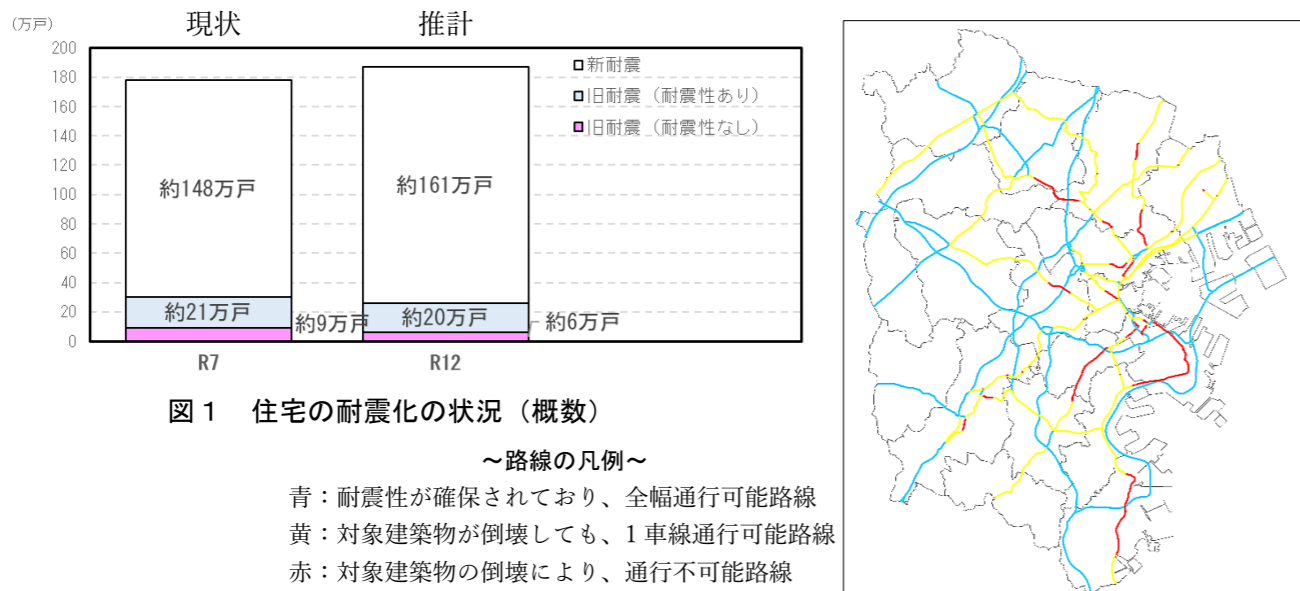 現状
推計
(万戸)
200
180
160
140
120
100
80
60
40
20
0
新耐震
旧耐震（耐震性あり）
旧耐震（耐震性なし）
約148万戸
約161万戸
約21万戸
約9万戸
約20万戸
約6万戸
R7
R12
図１　住宅の耐震化の状況（概数）
～路線の凡例～
青：耐震性が確保されており、全幅通行可能路線
黄：対象建築物が倒壊しても、1 車線通行可能路線
赤：対象建築物の倒壊により、通行不可能路線